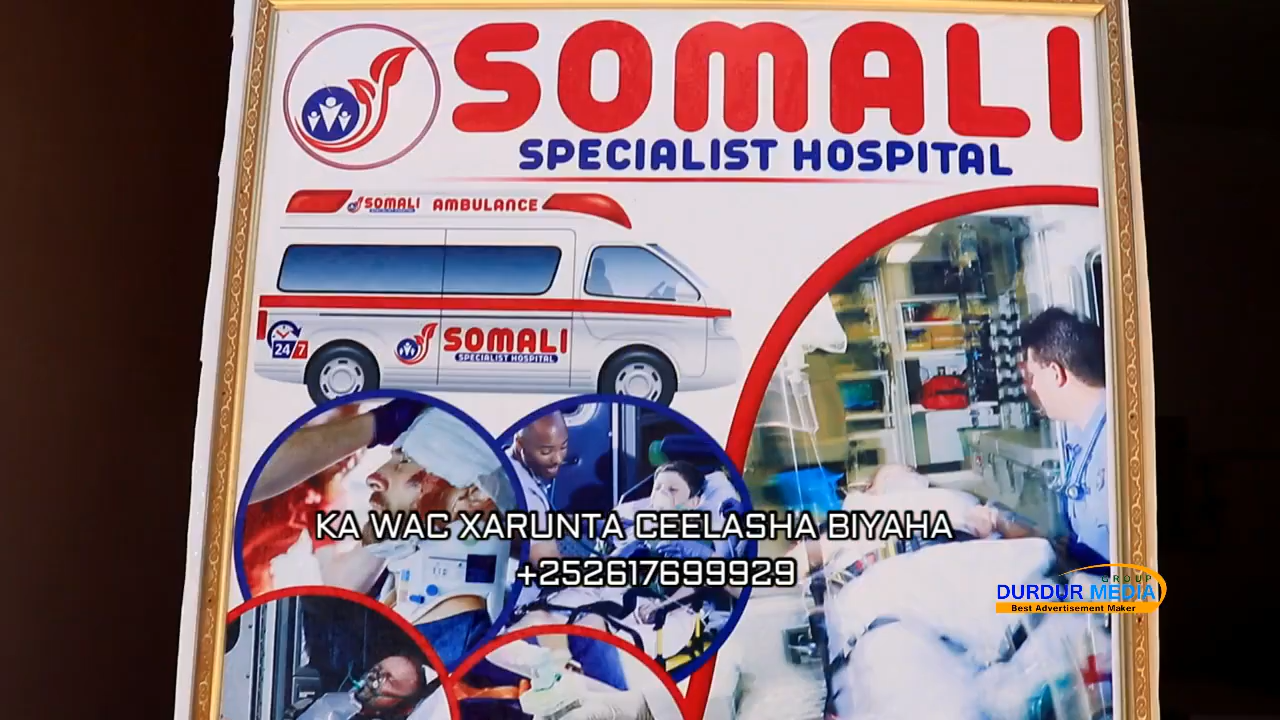 SOMALI
SPECIALIST HOSPITAL
SOMALI AMBULANCE
24/7
SOMALI
SPECIALIST HOSPITAL
KA WAC XARUNTA CEELASHA BIYAHA
+252617699929
GROUP
DURDUR MEDIA
Best Advertisement Maker